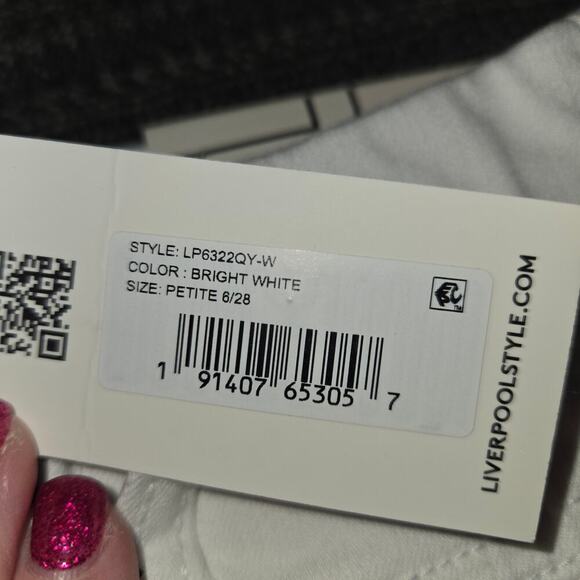 STYLE: LP6322QY-W
COLOR : BRIGHT WHITE
SIZE: PETITE 6/28
1 91407 65305 7
LIVERPOOLSTYLE.COM